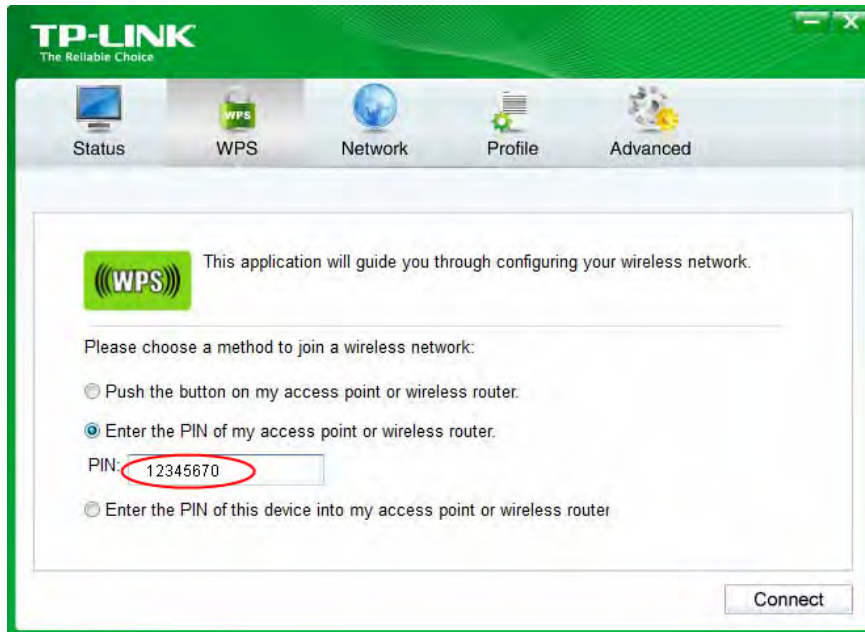 TP-LINK
The Reliable Choice
Status WPS Network Profile Advanced
WPS
This application will guide you through configuring your wireless network.
(((WPS)))
Please choose a method to join a wireless network:
Push the button on my access point or wireless router.
Enter the PIN of my access point or wireless router.
PIN: 12345670
Enter the PIN of this device into my access point or wireless router
Connect